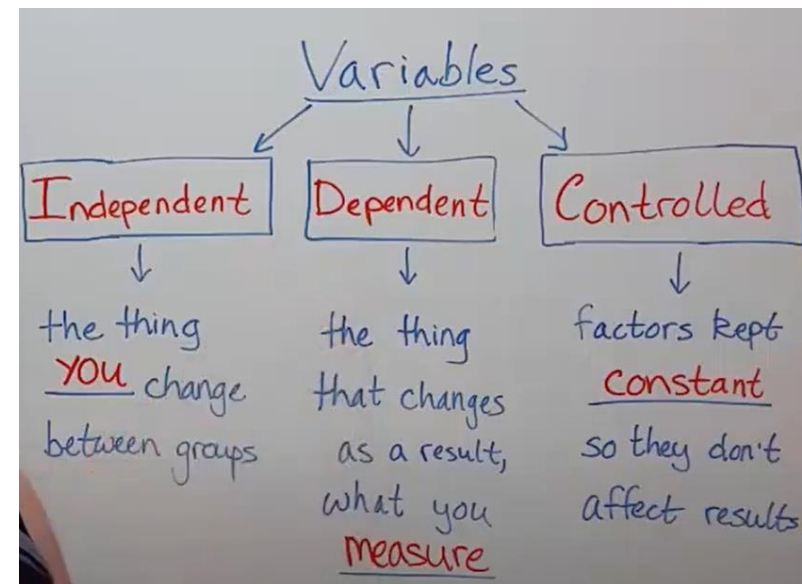 Variables
Independent
the thing
YOU change
between groups
Dependent
the thing
that changes
as a result,
what you
measure
Controlled
factors kept
constant
so they don't
affect results